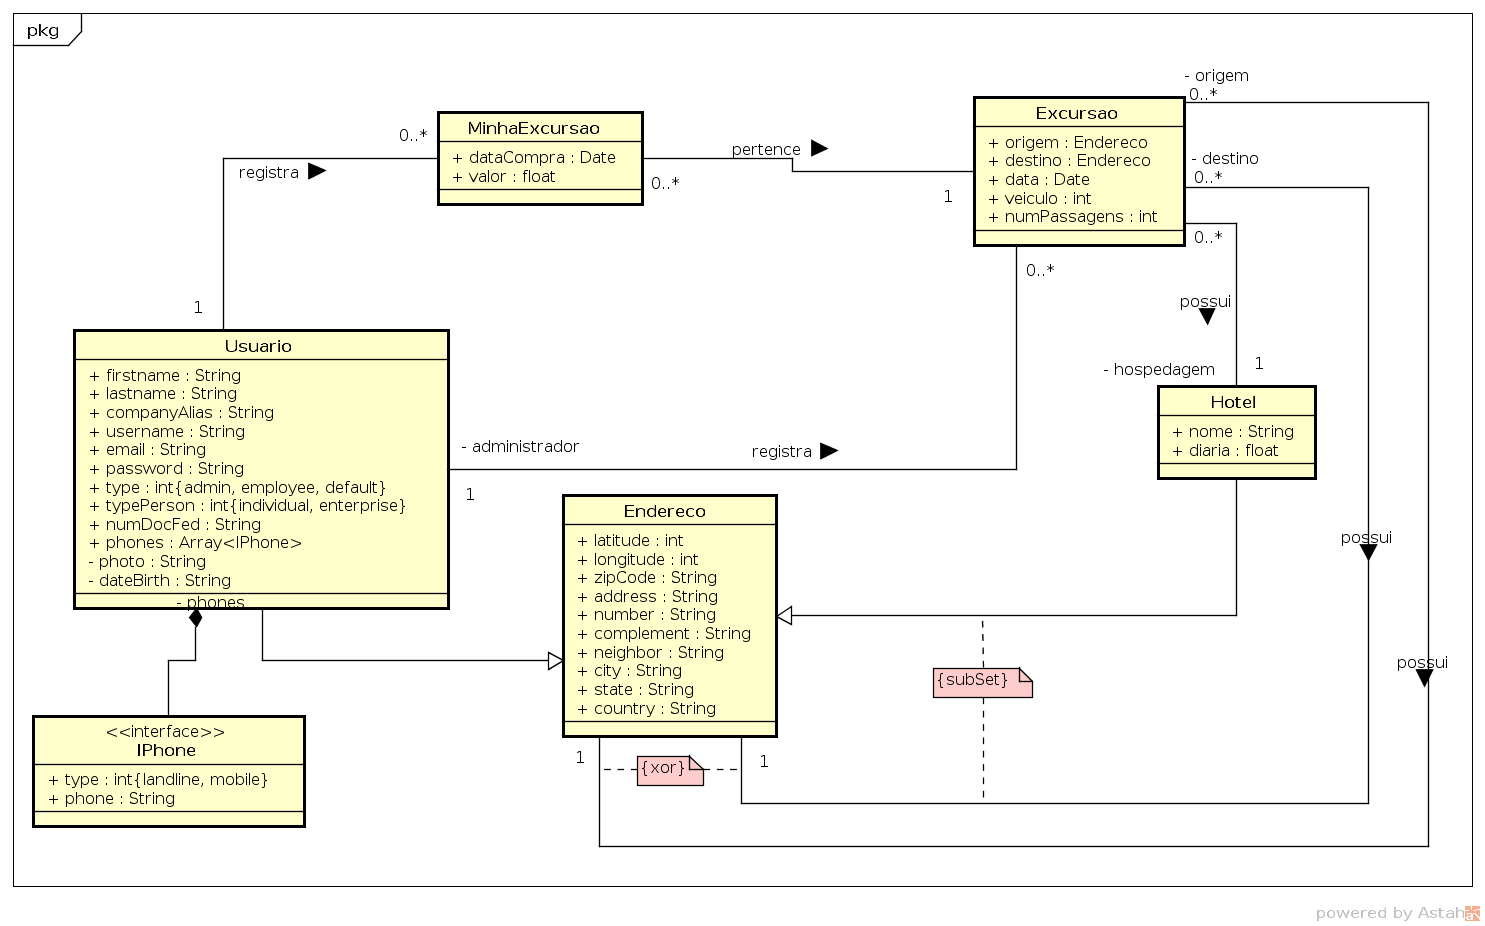 pkg
- origem
0..*
MinhaExcursao
+ dataCompra : Date
+ valor : float
0..*
registra
pertence
0..*
1
Excursao
+ origem : Endereco
+ destino : Endereco
+ data : Date
+ veiculo : int
+ numPassagens : int
- destino
0..*
0..*
0..*
possui
1
- hospedagem
1
Usuario
+ firstname : String
+ lastname : String
+ companyAlias : String
+ username : String
+ email : String
+ password : String
+ type : int{admin, employee, default}
+ typePerson : int{individual, enterprise}
+ numDocFed : String
+ phones : Array<IPhone>
- photo : String
- dateBirth : String
- phones
- administrador
registra
1
Hotel
+ nome : String
+ diaria : float
Endereco
+ latitude : int
+ longitude : int
+ zipCode : String
+ address : String
+ number : String
+ complement : String
+ neighbor : String
+ city : String
+ state : String
+ country : String
possui
possui
{subSet}
<<interface>>
IPhone
+ type : int{landline, mobile}
+ phone : String
1
{xor}
1
powered by Astah